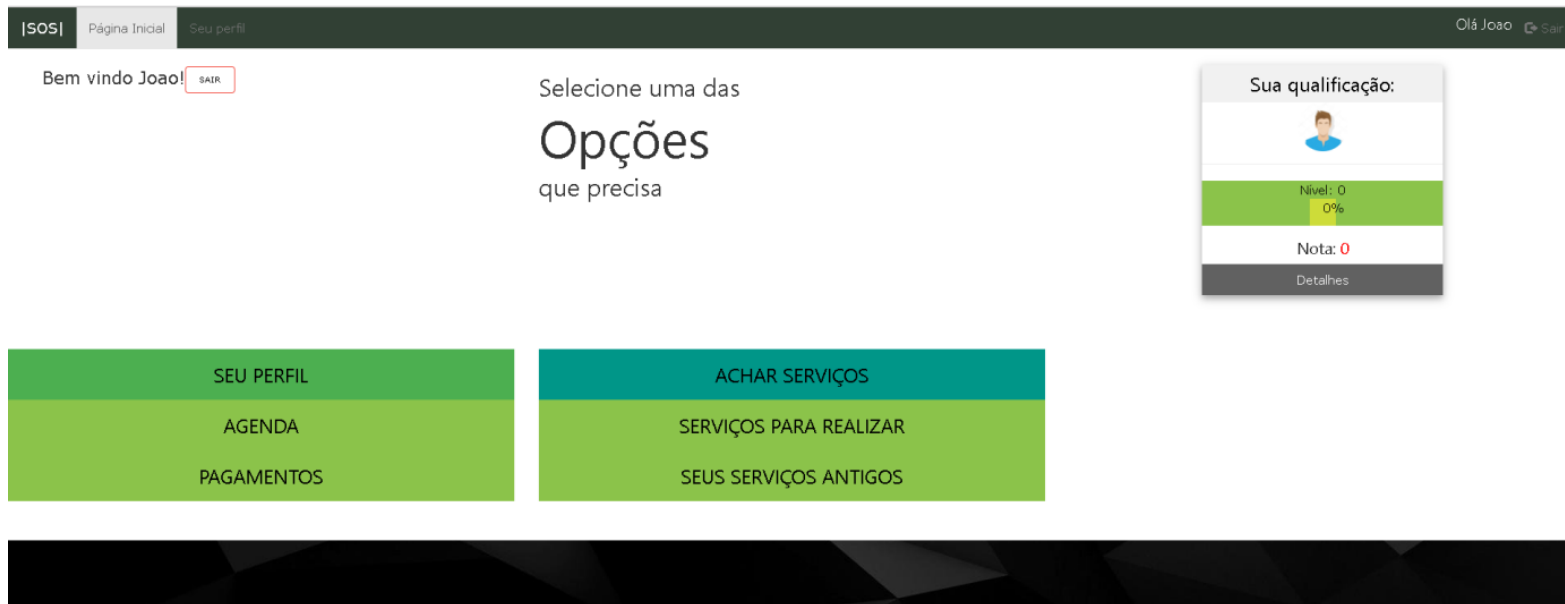 |SOS| Página Inicial Seu perfil Olá Joao Sair
Bem vindo Joao! SAIR
Selecione uma das
Opções
que precisa
Sua qualificação:
Nível: 0
0%
Nota: 0
Detalhes
SEU PERFIL
AGENDA
PAGAMENTOS
ACHAR SERVIÇOS
SERVIÇOS PARA REALIZAR
SEUS SERVIÇOS ANTIGOS